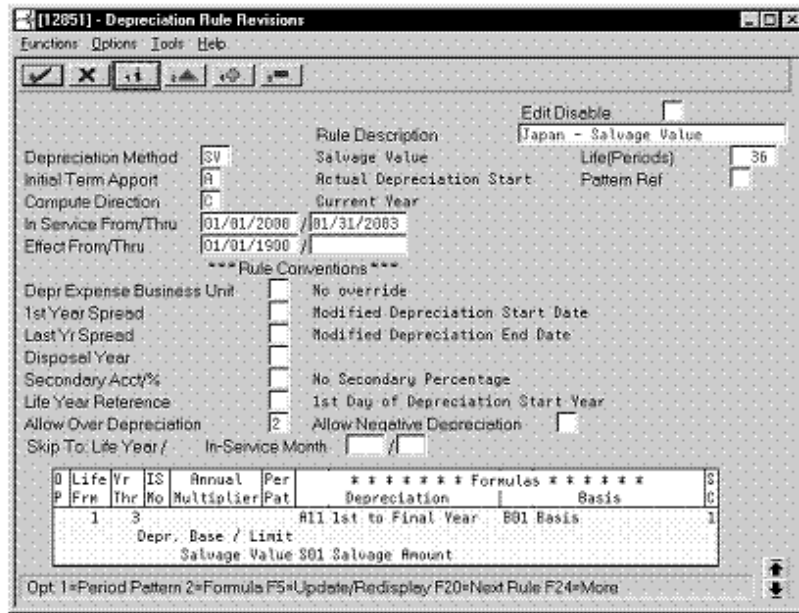 [12851] - Depreciation Rule Revisions
Functions Options Tools Help
Edit Disable
Rule Description Japan - Salvage Value
Depreciation Method SV Salvage Value Life(Periods) 36
Initial Term Apport A Actual Depreciation Start Pattern Ref
Compute Direction C Current Year
In Service From/Thru 01/01/2000 / 01/31/2003
Effect From/Thru 01/01/1900 /
*** Rule Conventions ***
Depr Expense Business Unit No override
1st Year Spread Modified Depreciation Start Date
Last Yr Spread Modified Depreciation End Date
Disposal Year
Secondary Acct/% No Secondary Percentage
Life Year Reference 1st Day of Depreciation Start Year
Allow Over Depreciation 2 Allow Negative Depreciation
Skip To: Life Year / In-Service Month /
O Life Yr IS Annual Per * * * * * * * Formulas * * * * * * S
P Frm Thr Mo Multiplier Pat Depreciation Basis C
1 3 A11 1st to Final Year B01 Basis 1
Depr. Base / Limit
Salvage Value S01 Salvage Amount
Opt: 1=Period Pattern 2=Formula F5=Update/Redisplay F20=Next Rule F24=More